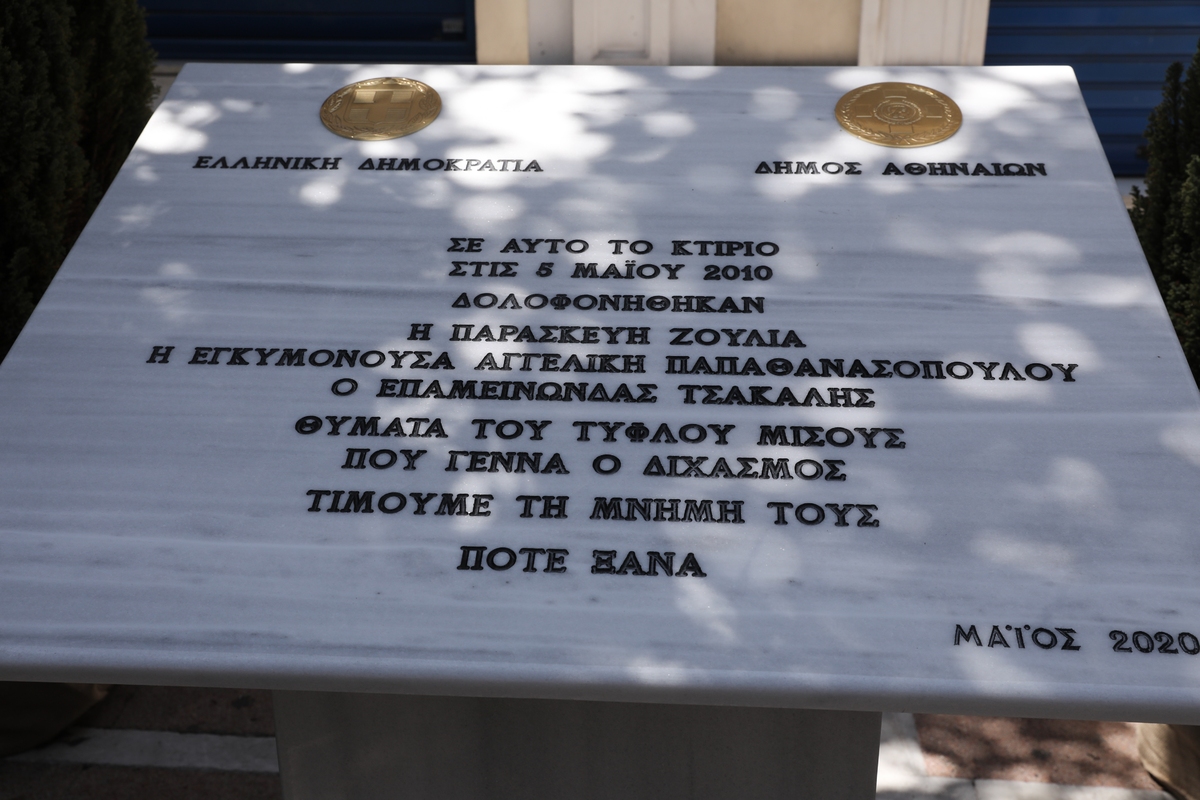 ΕΛΛΗΝΙΚΗ ΔΗΜΟΚΡΑΤΙΑ
ΔΗΜΟΣ ΑΘΗΝΑΙΩΝ
ΣΕ ΑΥΤΟ ΤΟ ΚΤΙΡΙΟ
ΣΤΙΣ 5 ΜΑΪΟΥ 2010
ΔΟΛΟΦΟΝΗΘΗΚΑΝ
Η ΠΑΡΑΣΚΕΥΗ ΖΟΥΛΙΑ
Η ΕΓΚΥΜΟΝΟΥΣΑ ΑΓΓΕΛΙΚΗ ΠΑΠΑΘΑΝΑΣΟΠΟΥΛΟΥ
Ο ΕΠΑΜΕΙΝΩΝΔΑΣ ΤΣΑΚΑΛΗΣ
ΘΥΜΑΤΑ ΤΟΥ ΤΥΦΛΟΥ ΜΙΣΟΥΣ
ΠΟΥ ΓΕΝΝΑ Ο ΔΙΧΑΣΜΟΣ
ΤΙΜΟΥΜΕ ΤΗ ΜΝΗΜΗ ΤΟΥΣ
ΠΟΤΕ ΞΑΝΑ
ΜΑΪΟΣ 2020